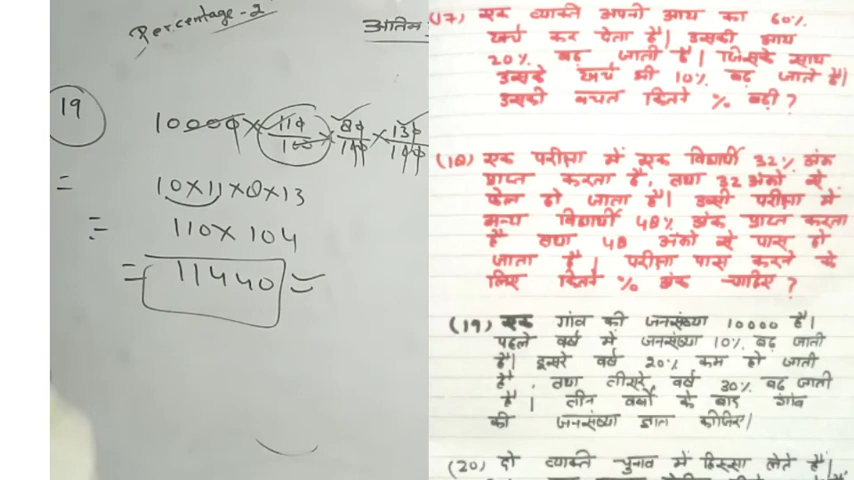 Percentage-2
19
10000 × 110/100 × 80/100 × 130/100
= 10×11×8×13
= 110 × 104
= 11440
(17) एक व्यक्ति अपनी आय का 60%
खर्च कर देता है। उसकी आय
20% बढ़ जाती है। जिसके साथ
उसके खर्च भी 10% बढ़ जाते है।
उसकी बचत कितने % बढ़ी ?
(18) एक परीक्षा में एक विद्यार्थी 32% अंक
प्राप्त करता है, तथा 32 अंको से
फेल हो जाता है। उसी परीक्षा में
अन्य विद्यार्थी 48% अंक प्राप्त करता
है तथा 48 अंको से पास हो
जाता है। परीक्षा पास करने के
लिए कितने % अंक चाहिए ?
(19) एक गांव की जनसंख्या 10000 है।
पहले वर्ष में जनसंख्या 10% बढ़ जाती
है। दूसरे वर्ष 20% कम हो जाती
है, तथा तीसरे वर्ष 30% बढ़ जाती
है। तीन वर्षो के बाद गांव
की जनसंख्या ज्ञात कीजिए।
(20) दो व्यक्ति चुनाव में हिस्सा लेते हैं।